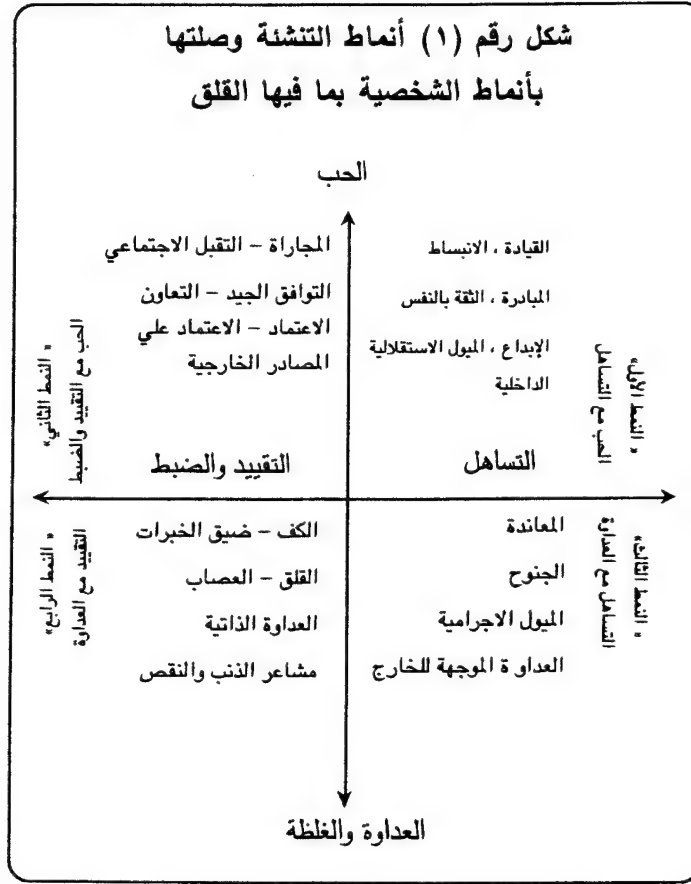 شكل رقم (١) أنماط التنشئة وصلتها
بأنماط الشخصية بما فيها القلق
الحب
القيادة ، الانبساط
المبادرة ، الثقة بالنفس
الإبداع ، الميول الاستقلالية
الداخلية
« النمط الأول»
الحب مع التساهل
المجاراة – التقبل الاجتماعي
التوافق الجيد – التعاون
الاعتماد – الاعتماد علي
المصادر الخارجية
« النمط الثاني»
الحب مع التقييد والضبط
التساهل
التقييد والضبط
المعاندة
الجنوح
الميول الاجرامية
العداو ة الموجهة للخارج
« النمط الثالث»
التساهل مع العداوة
الكف – ضيق الخبرات
القلق – العصاب
العداوة الذاتية
مشاعر الذنب والنقص
« النمط الرابع»
التقييد مع العداوة
العداوة والغلظة